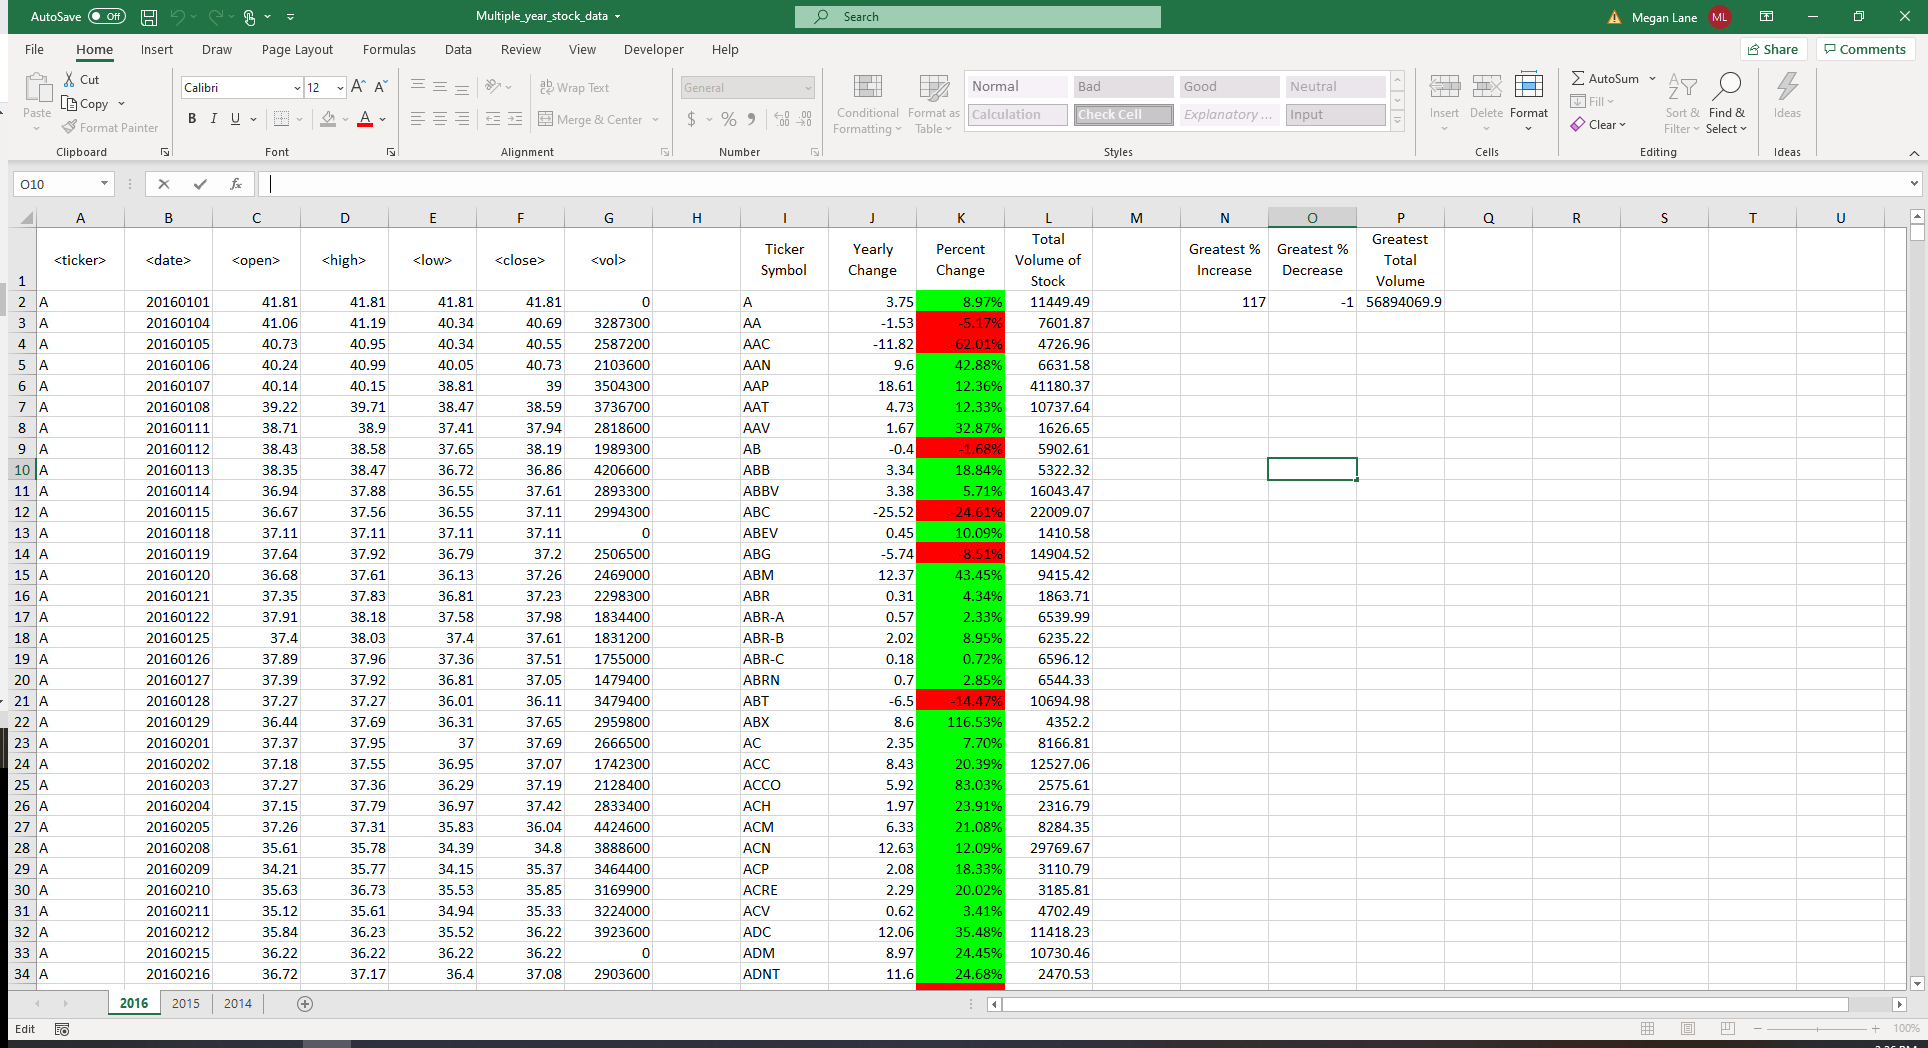 AutoSave Off Multiple_year_stock_data Search Megan Lane ML
File Home Insert Draw Page Layout Formulas Data Review View Developer Help Share Comments
Paste Cut Calibri 12 A A Wrap Text General Conditional Formatting Format as Table Normal Bad Good Neutral Insert Delete Format AutoSum Sort & Filter Find & Select Ideas
Copy B I U A Merge & Center $ % Calculation Check Cell Explanatory ... Input Fill
Format Painter Clear
Clipboard Font Alignment Number Styles Cells Editing Ideas
O10 fx
A B C D E F G H I J K L M N O P Q R S T U
1 <ticker> <date> <open> <high> <low> <close> <vol> Ticker Symbol Yearly Change Percent Change Total Volume of Stock Greatest % Increase Greatest % Decrease Greatest Total Volume
2 A 20160101 41.81 41.81 41.81 41.81 0 A 3.75 8.97% 11449.49 117 -1 56894069.9
3 A 20160104 41.06 41.19 40.34 40.69 3287300 AA -1.53 -5.17% 7601.87
4 A 20160105 40.73 40.95 40.34 40.55 2587200 AAC -11.82 -62.01% 4726.96
5 A 20160106 40.24 40.99 40.05 40.73 2103600 AAN 9.6 42.88% 6631.58
6 A 20160107 40.14 40.15 38.81 39 3504300 AAP 18.61 12.36% 41180.37
7 A 20160108 39.22 39.71 38.47 38.59 3736700 AAT 4.73 12.33% 10737.64
8 A 20160111 38.71 38.9 37.41 37.94 2818600 AAV 1.67 32.87% 1626.65
9 A 20160112 38.43 38.58 37.65 38.19 1989300 AB -0.4 -1.68% 5902.61
10 A 20160113 38.35 38.47 36.72 36.86 4206600 ABB 3.34 18.84% 5322.32
11 A 20160114 36.94 37.88 36.55 37.61 2893300 ABBV 3.38 5.71% 16043.47
12 A 20160115 36.67 37.56 36.55 37.11 2994300 ABC -25.52 -24.61% 22009.07
13 A 20160118 37.11 37.11 37.11 37.11 0 ABEV 0.45 10.09% 1410.58
14 A 20160119 37.64 37.92 36.79 37.2 2506500 ABG -5.74 -8.51% 14904.52
15 A 20160120 36.68 37.61 36.13 37.26 2469000 ABM 12.37 43.45% 9415.42
16 A 20160121 37.35 37.83 36.81 37.23 2298300 ABR 0.31 4.34% 1863.71
17 A 20160122 37.91 38.18 37.58 37.98 1834400 ABR-A 0.57 2.33% 6539.99
18 A 20160125 37.4 38.03 37.4 37.61 1831200 ABR-B 2.02 8.95% 6235.22
19 A 20160126 37.89 37.96 37.36 37.51 1755000 ABR-C 0.18 0.72% 6596.12
20 A 20160127 37.39 37.92 36.81 37.05 1479400 ABRN 0.7 2.85% 6544.33
21 A 20160128 37.27 37.27 36.01 36.11 3479400 ABT -6.5 -14.47% 10694.98
22 A 20160129 36.44 37.69 36.31 37.65 2959800 ABX 8.6 116.53% 4352.2
23 A 20160201 37.37 37.95 37 37.69 2666500 AC 2.35 7.70% 8166.81
24 A 20160202 37.18 37.55 36.95 37.07 1742300 ACC 8.43 20.39% 12527.06
25 A 20160203 37.27 37.36 36.29 37.19 2128400 ACCO 5.92 83.03% 2575.61
26 A 20160204 37.15 37.79 36.97 37.42 2833400 ACH 1.97 23.91% 2316.79
27 A 20160205 37.26 37.31 35.83 36.04 4424600 ACM 6.33 21.08% 8284.35
28 A 20160208 35.61 35.78 34.39 34.8 3888600 ACN 12.63 12.09% 29769.67
29 A 20160209 34.21 35.77 34.15 35.37 3464400 ACP 2.08 18.33% 3110.79
30 A 20160210 35.63 36.73 35.53 35.85 3169900 ACRE 2.29 20.02% 3185.81
31 A 20160211 35.12 35.61 34.94 35.33 3224000 ACV 0.62 3.41% 4702.49
32 A 20160212 35.84 36.23 35.52 36.22 3923600 ADC 12.06 35.48% 11418.23
33 A 20160215 36.22 36.22 36.22 36.22 0 ADM 8.97 24.45% 10730.46
34 A 20160216 36.72 37.17 36.4 37.08 2903600 ADNT 11.6 24.68% 2470.53
2016 2015 2014
Edit 100%